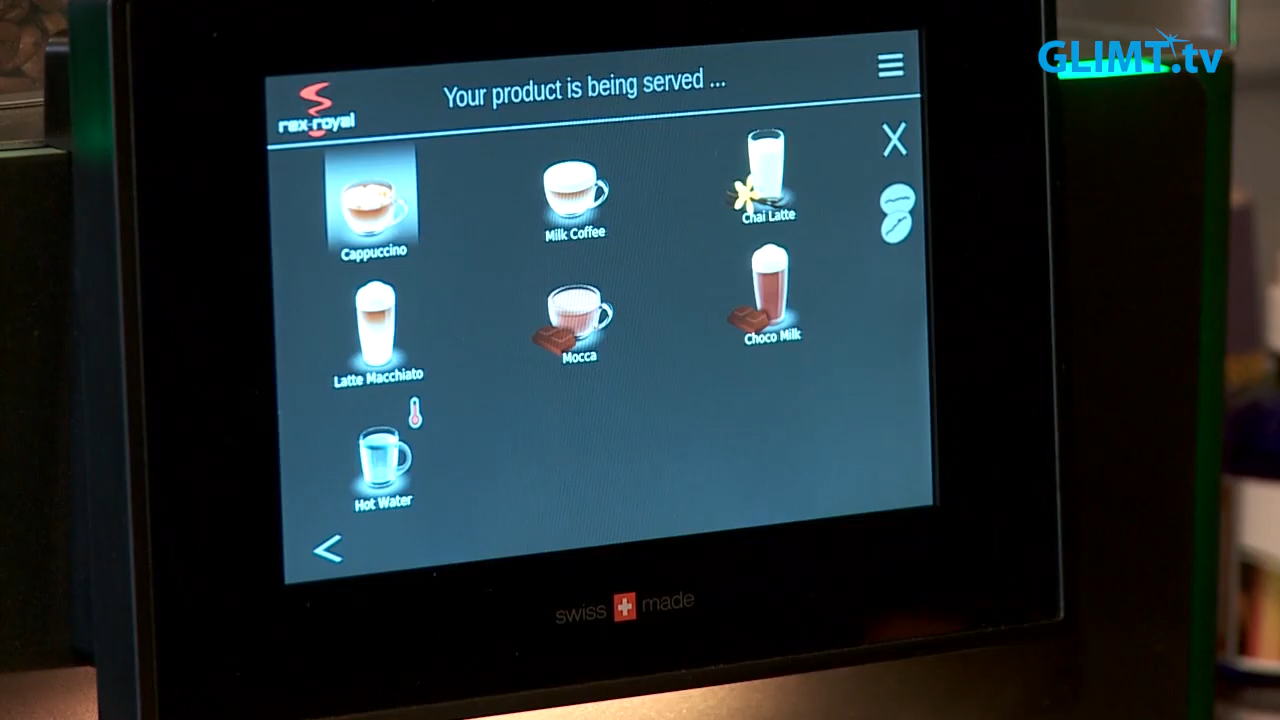 GLIMT.tv
rex-royal
Your product is being served ...
Cappuccino
Milk Coffee
Chai Latte
Latte Macchiato
Mocca
Choco Milk
Hot Water
swiss made